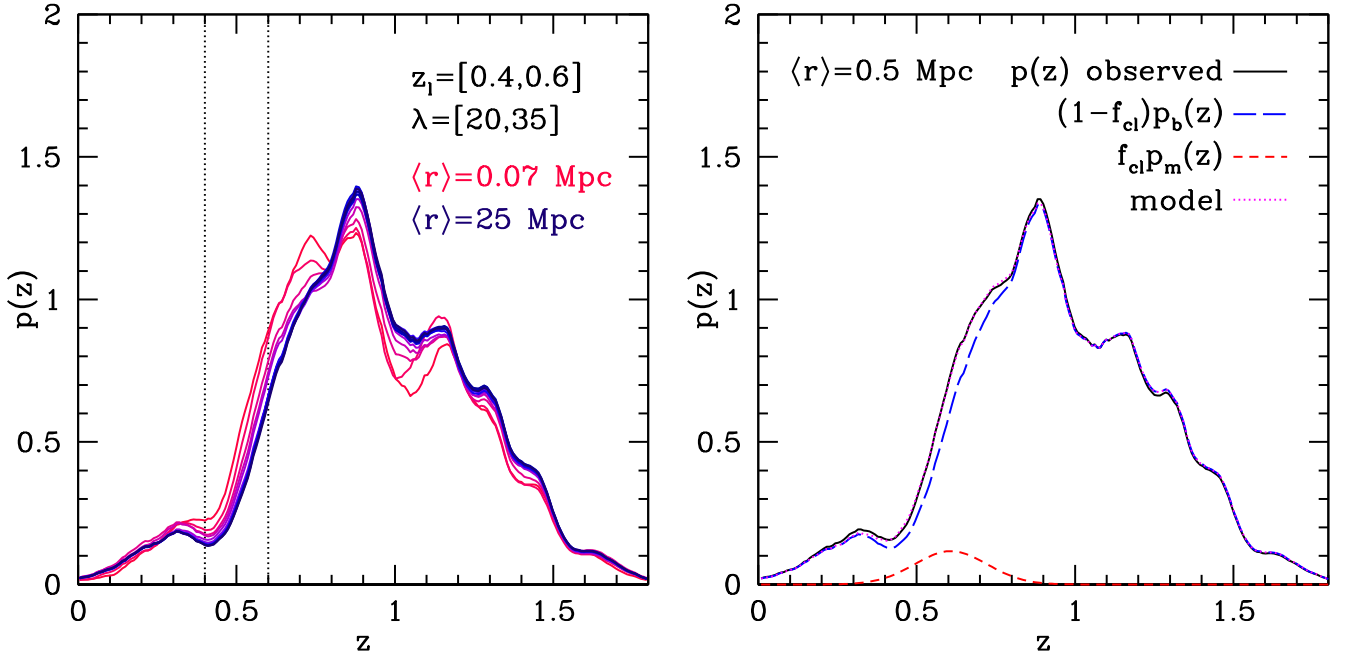 2
1.5
1
0.5
0
p(z)
0
0.5
1
1.5
z
z_l=[0.4,0.6]
λ=[20,35]
⟨r⟩=0.07 Mpc
⟨r⟩=25 Mpc
2
1.5
1
0.5
0
p(z)
0
0.5
1
1.5
z
⟨r⟩=0.5 Mpc p(z) observed
(1−f_cl)p_b(z)
f_cl p_m(z)
model